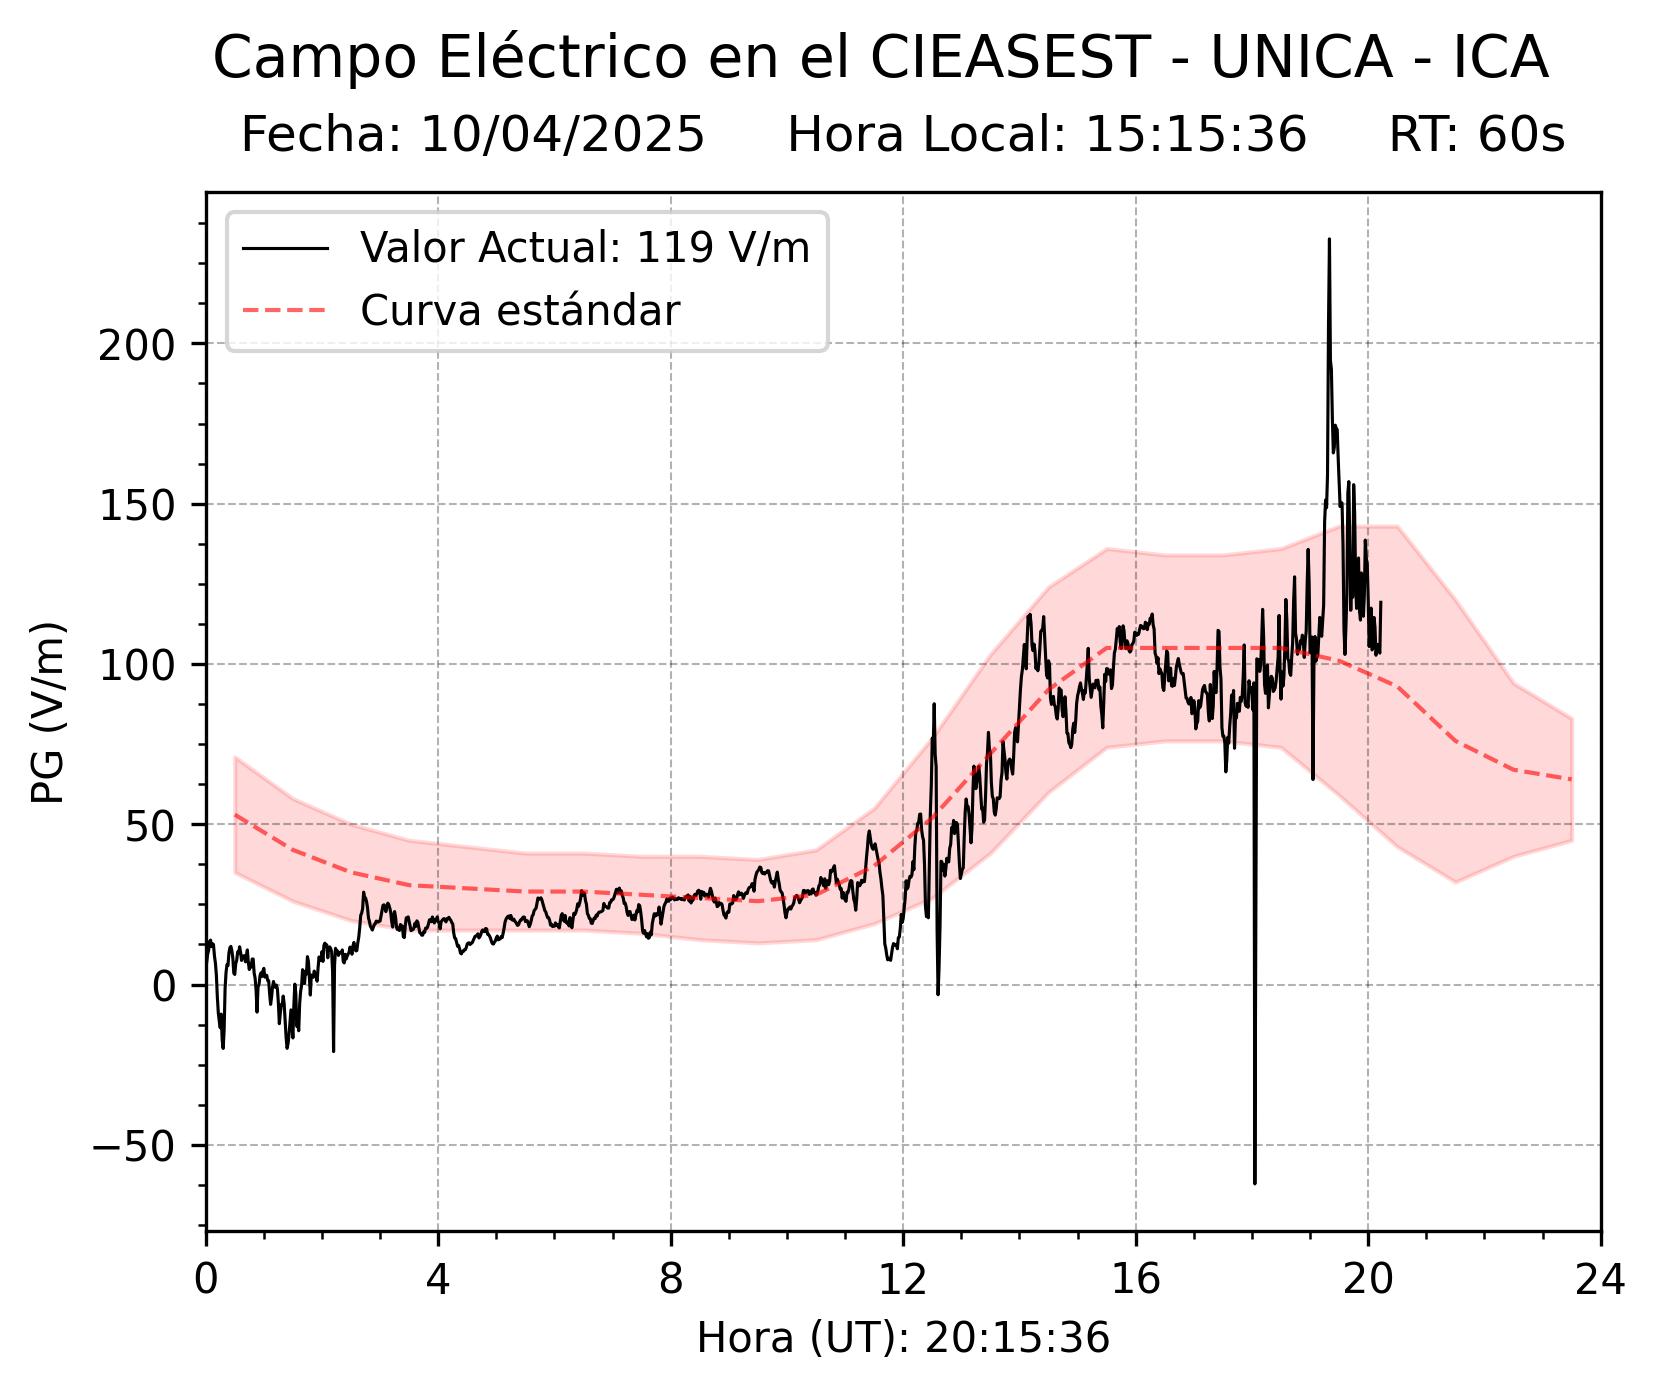 Campo Eléctrico en el CIEASEST - UNICA - ICA
Fecha: 10/04/2025 Hora Local: 15:15:36 RT: 60s
Valor Actual: 119 V/m
Curva estándar
PG (V/m)
200
150
100
50
0
−50
0 4 8 12 16 20 24
Hora (UT): 20:15:36